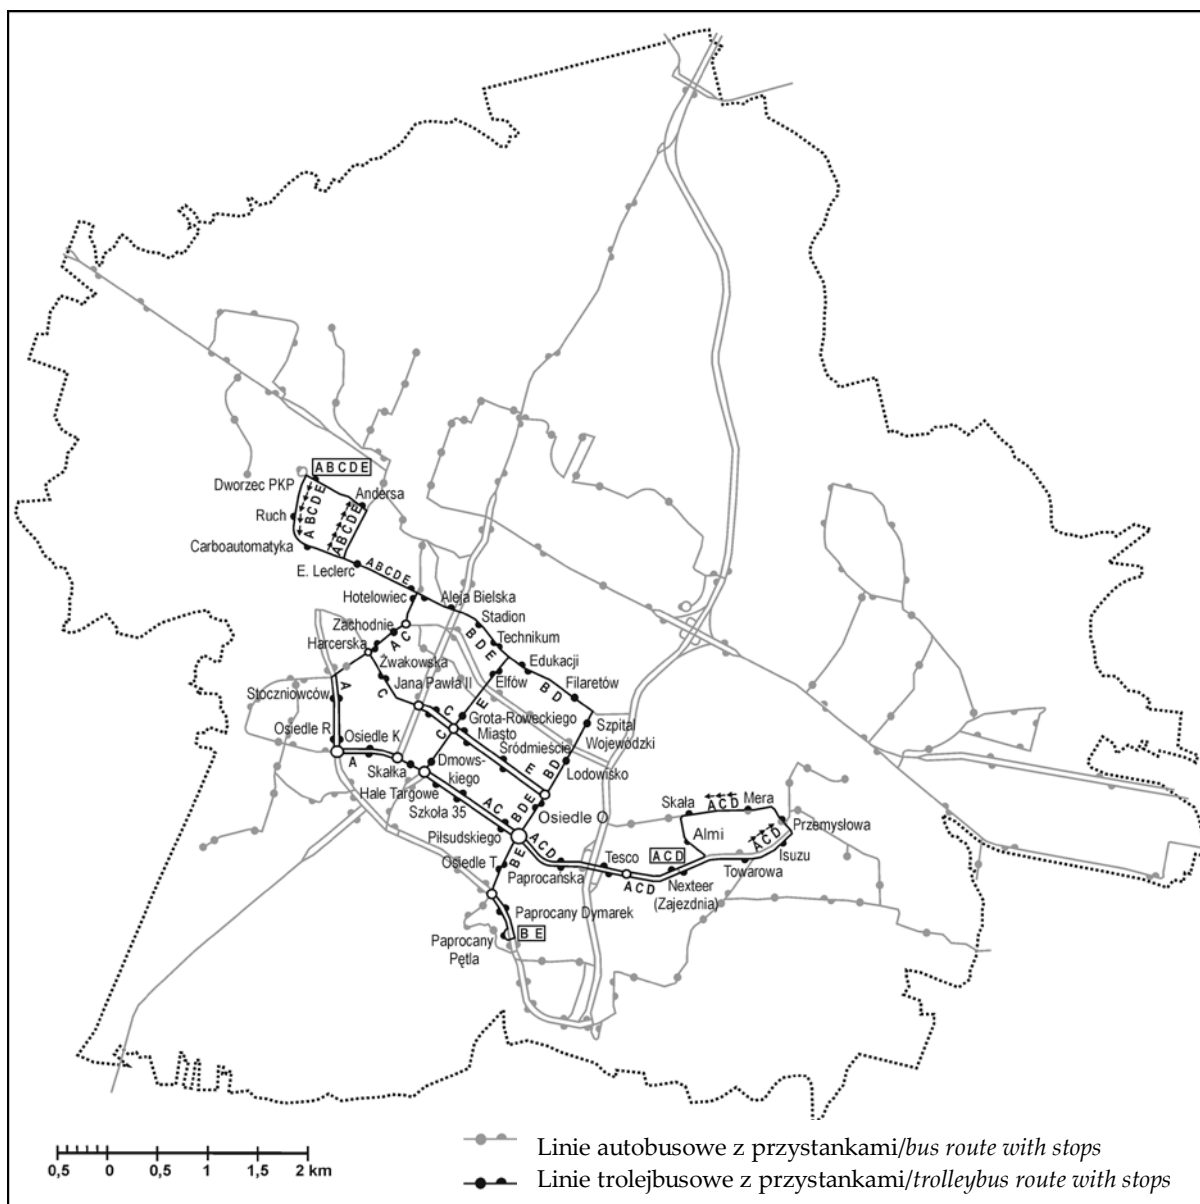 A B C D E
Dworzec PKP
Andersa
A B C D E
A B C D E
Ruch
Carboautomatyka
E. Leclerc
A B C D E
Hotelowiec
Aleja Bielska
Stadion
Zachodnie
Technikum
Harcerska
A C
B D E
Żwakowska
Edukacji
Elfów
B D
Filaretów
Stoczniowców
A
C
Jana Pawła II
E
C
Grota-Roweckiego
Szpital
Wojewódzki
Osiedle R
Osiedle K
Miasto
C
Śródmieście
E
B D
Lodowisko
A
Skałka
Dmows-
kiego
Hale Targowe
Szkoła 35
A C
B D E
Osiedle O
Piłsudskiego
A C D
Skala
A C D
Mera
Przemysłowa
Almi
A C D
Isuzu
Osiedle T
B E
Paprocańska
Tesco
A C D
A C D
Nexteer
(Zajezdnia)
Towarowa
Paprocany Dymarek
Paprocany
Pętla
B E
0,5 0 1 1,5 2 km
Linie autobusowe z przystankami/bus route with stops
Linie trolejbusowe z przystankami/trolleybus route with stops